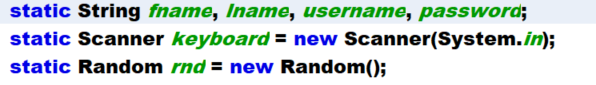 static String fname, lname, username, password;
static Scanner keyboard = new Scanner(System.in);
static Random rnd = new Random();